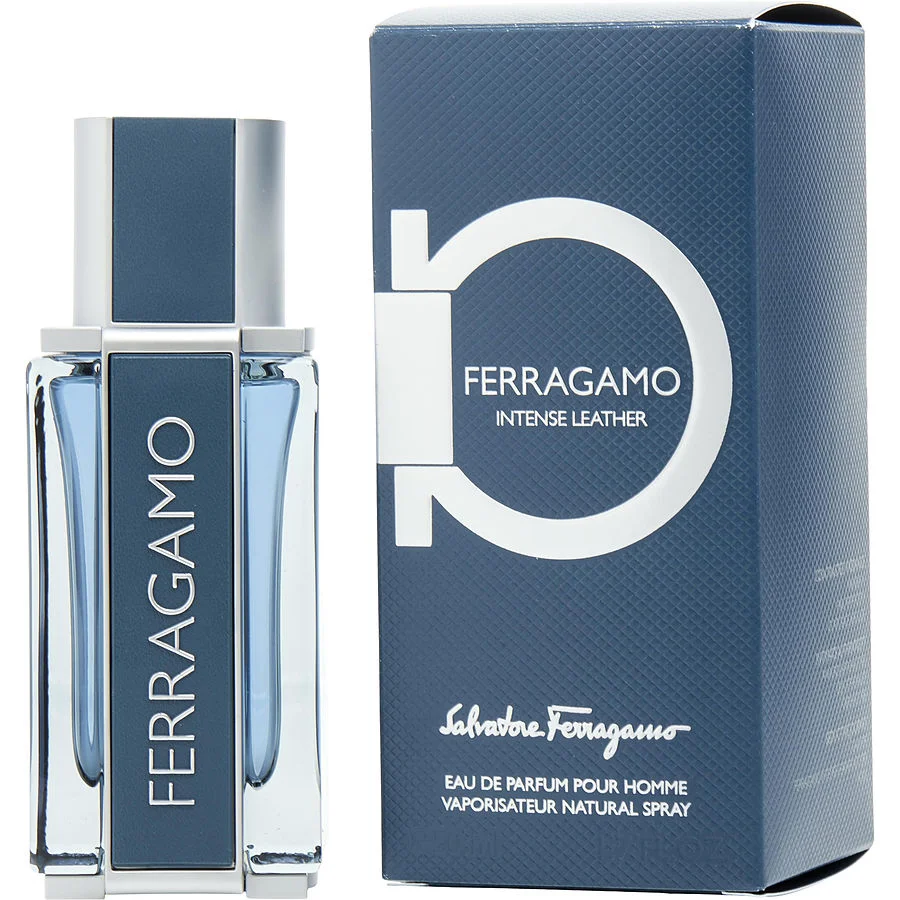 FERRAGAMO
FERRAGAMO
INTENSE LEATHER
Salvatore Ferragamo
EAU DE PARFUM POUR HOMME
VAPORISATEUR NATURAL SPRAY